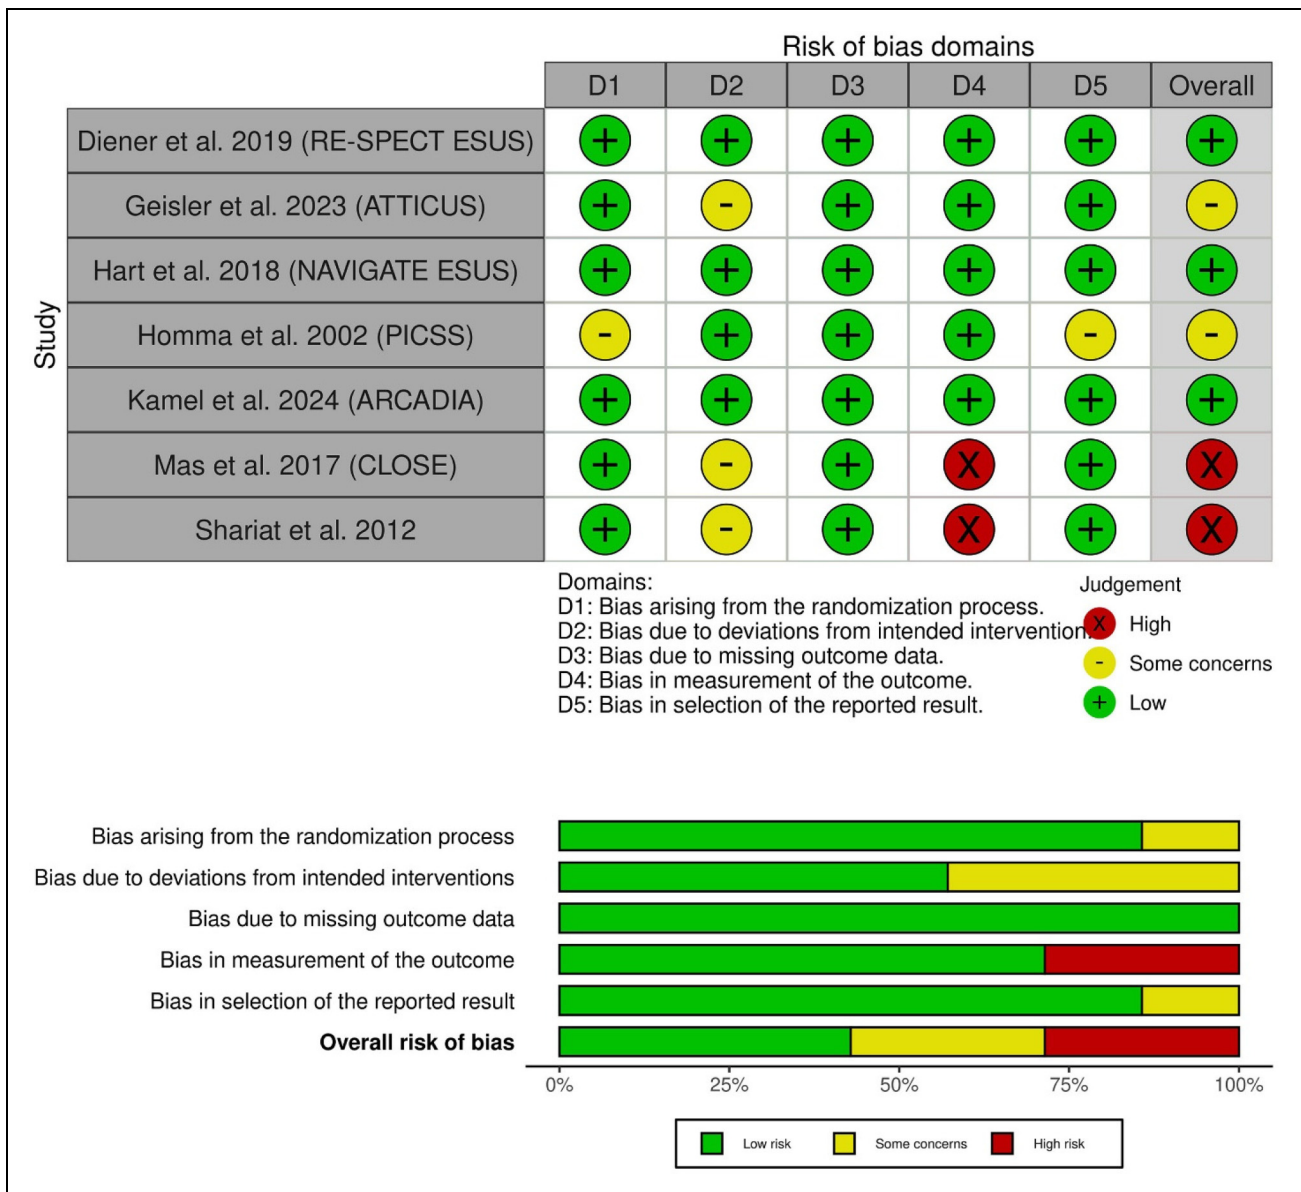 Risk of bias domains
D1 D2 D3 D4 D5 Overall
Study
Diener et al. 2019 (RE-SPECT ESUS) + + + + + +
Geisler et al. 2023 (ATTICUS) + - + + + -
Hart et al. 2018 (NAVIGATE ESUS) + + + + + +
Homma et al. 2002 (PICSS) - + + + - -
Kamel et al. 2024 (ARCADIA) + + + + + +
Mas et al. 2017 (CLOSE) + - + X + X
Shariat et al. 2012 + - + X + X
Domains:
D1: Bias arising from the randomization process.
D2: Bias due to deviations from intended intervention.
D3: Bias due to missing outcome data.
D4: Bias in measurement of the outcome.
D5: Bias in selection of the reported result.
Judgement
X High
- Some concerns
+ Low
Bias arising from the randomization process
Bias due to deviations from intended interventions
Bias due to missing outcome data
Bias in measurement of the outcome
Bias in selection of the reported result
Overall risk of bias
0% 25% 50% 75% 100%
Low risk Some concerns High risk